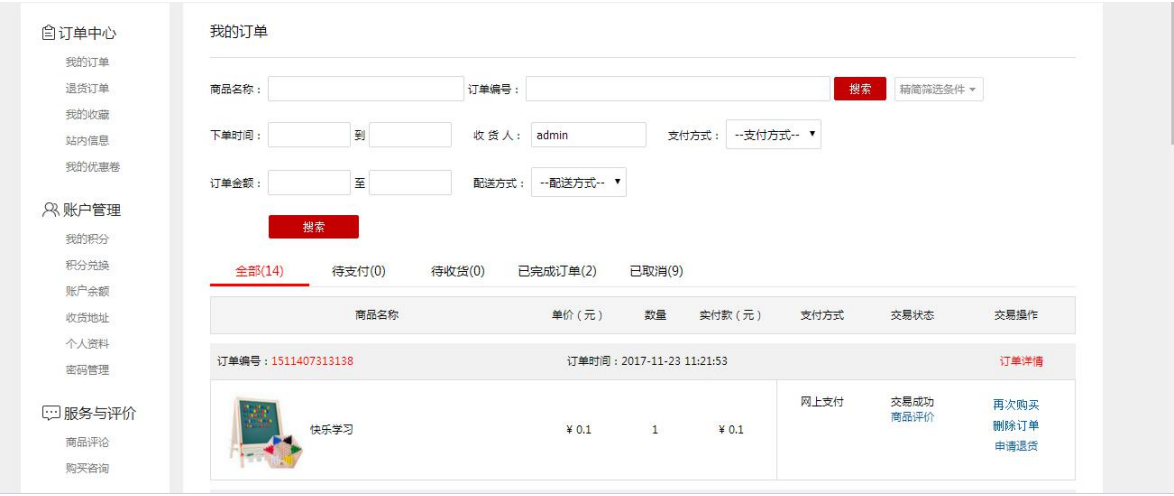 订单中心
我的订单
退货订单
我的收藏
站内信息
我的优惠卷
账户管理
我的积分
积分兑换
账户余额
收货地址
个人资料
密码管理
服务与评价
商品评论
购买咨询
我的订单
商品名称： 订单编号： 搜索 精简筛选条件
下单时间： 到 收 货 人： admin 支付方式： --支付方式--
订单金额： 至 配送方式： --配送方式--
搜索
全部(14) 待支付(0) 待收货(0) 已完成订单(2) 已取消(9)
商品名称 单价（元） 数量 实付款（元） 支付方式 交易状态 交易操作
订单编号：1511407313138 订单时间：2017-11-23 11:21:53 订单详情
快乐学习 ¥ 0.1 1 ¥ 0.1 网上支付 交易成功 再次购买
商品评价 删除订单
申请退货